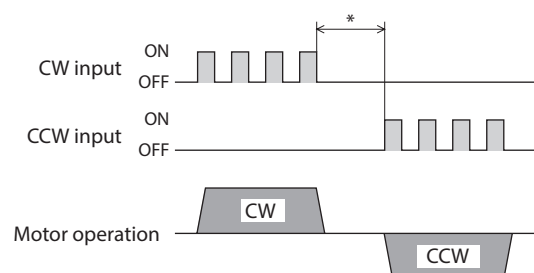 *
ON
CW input
OFF
ON
CCW input
OFF
CW
Motor operation
CCW